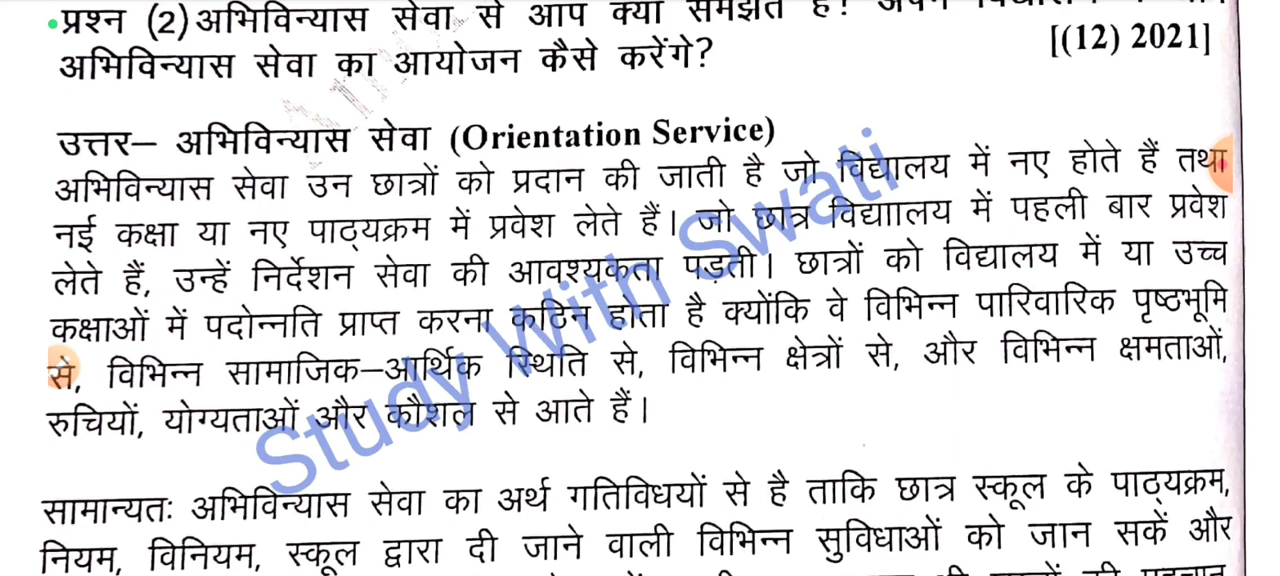 •प्रश्न (2) अभिविन्यास सेवा से आप क्या समझते है?
अभिविन्यास सेवा का आयोजन कैसे करेंगे?
[(12) 2021]
उत्तर– अभिविन्यास सेवा (Orientation Service)
अभिविन्यास सेवा उन छात्रों को प्रदान की जाती है जो विद्यालय में नए होते हैं तथा
नई कक्षा या नए पाठ्यक्रम में प्रवेश लेते हैं। जो छात्र विद्याालय में पहली बार प्रवेश
लेते हैं, उन्हें निर्देशन सेवा की आवश्यकता पड़ती। छात्रों को विद्यालय में या उच्च
कक्षाओं में पदोन्नति प्राप्त करना कठिन होता है क्योंकि वे विभिन्न पारिवारिक पृष्ठभूमि
से, विभिन्न सामाजिक–आर्थिक स्थिति से, विभिन्न क्षेत्रों से, और विभिन्न क्षमताओं,
रुचियों, योग्यताओं और कौशल से आते हैं।
सामान्यतः अभिविन्यास सेवा का अर्थ गतिविधयों से है ताकि छात्र स्कूल के पाठ्यक्रम,
नियम, विनियम, स्कूल द्वारा दी जाने वाली विभिन्न सुविधाओं को जान सकें और
Study With Swati